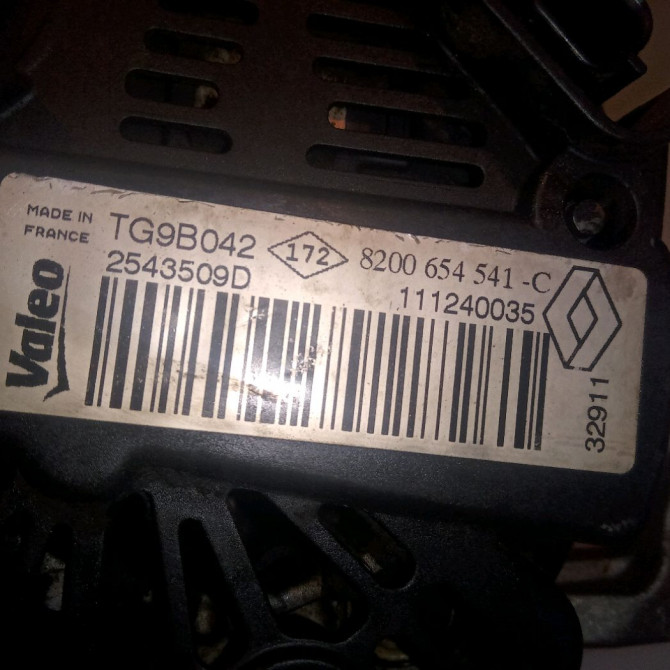 MADE IN
FRANCE
TG9B042
172
8200 654 541 -C
2543509D
111240035
Valeo
32911